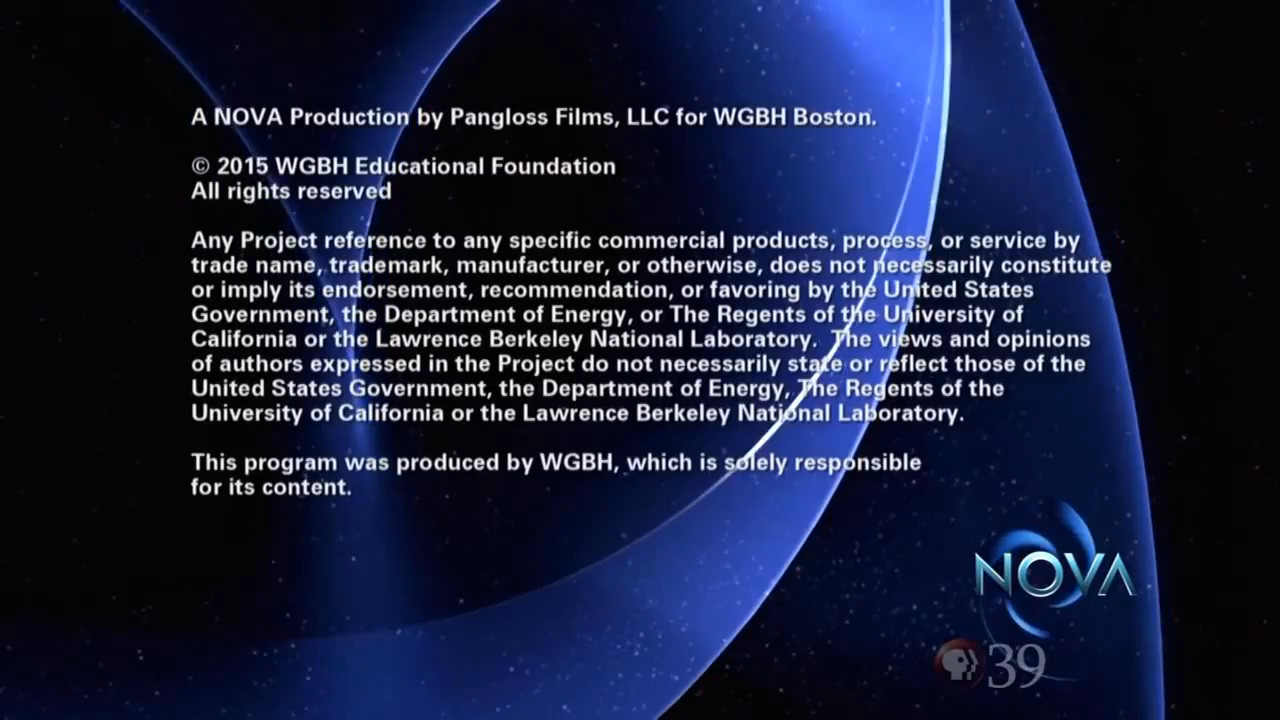 A NOVA Production by Pangloss Films, LLC for WGBH Boston.
© 2015 WGBH Educational Foundation
All rights reserved
Any Project reference to any specific commercial products, process, or service by
trade name, trademark, manufacturer, or otherwise, does not necessarily constitute
or imply its endorsement, recommendation, or favoring by the United States
Government, the Department of Energy, or The Regents of the University of
California or the Lawrence Berkeley National Laboratory.  The views and opinions
of authors expressed in the Project do not necessarily state or reflect those of the
United States Government, the Department of Energy, The Regents of the
University of California or the Lawrence Berkeley National Laboratory.
This program was produced by WGBH, which is solely responsible
for its content.
NOVA
39